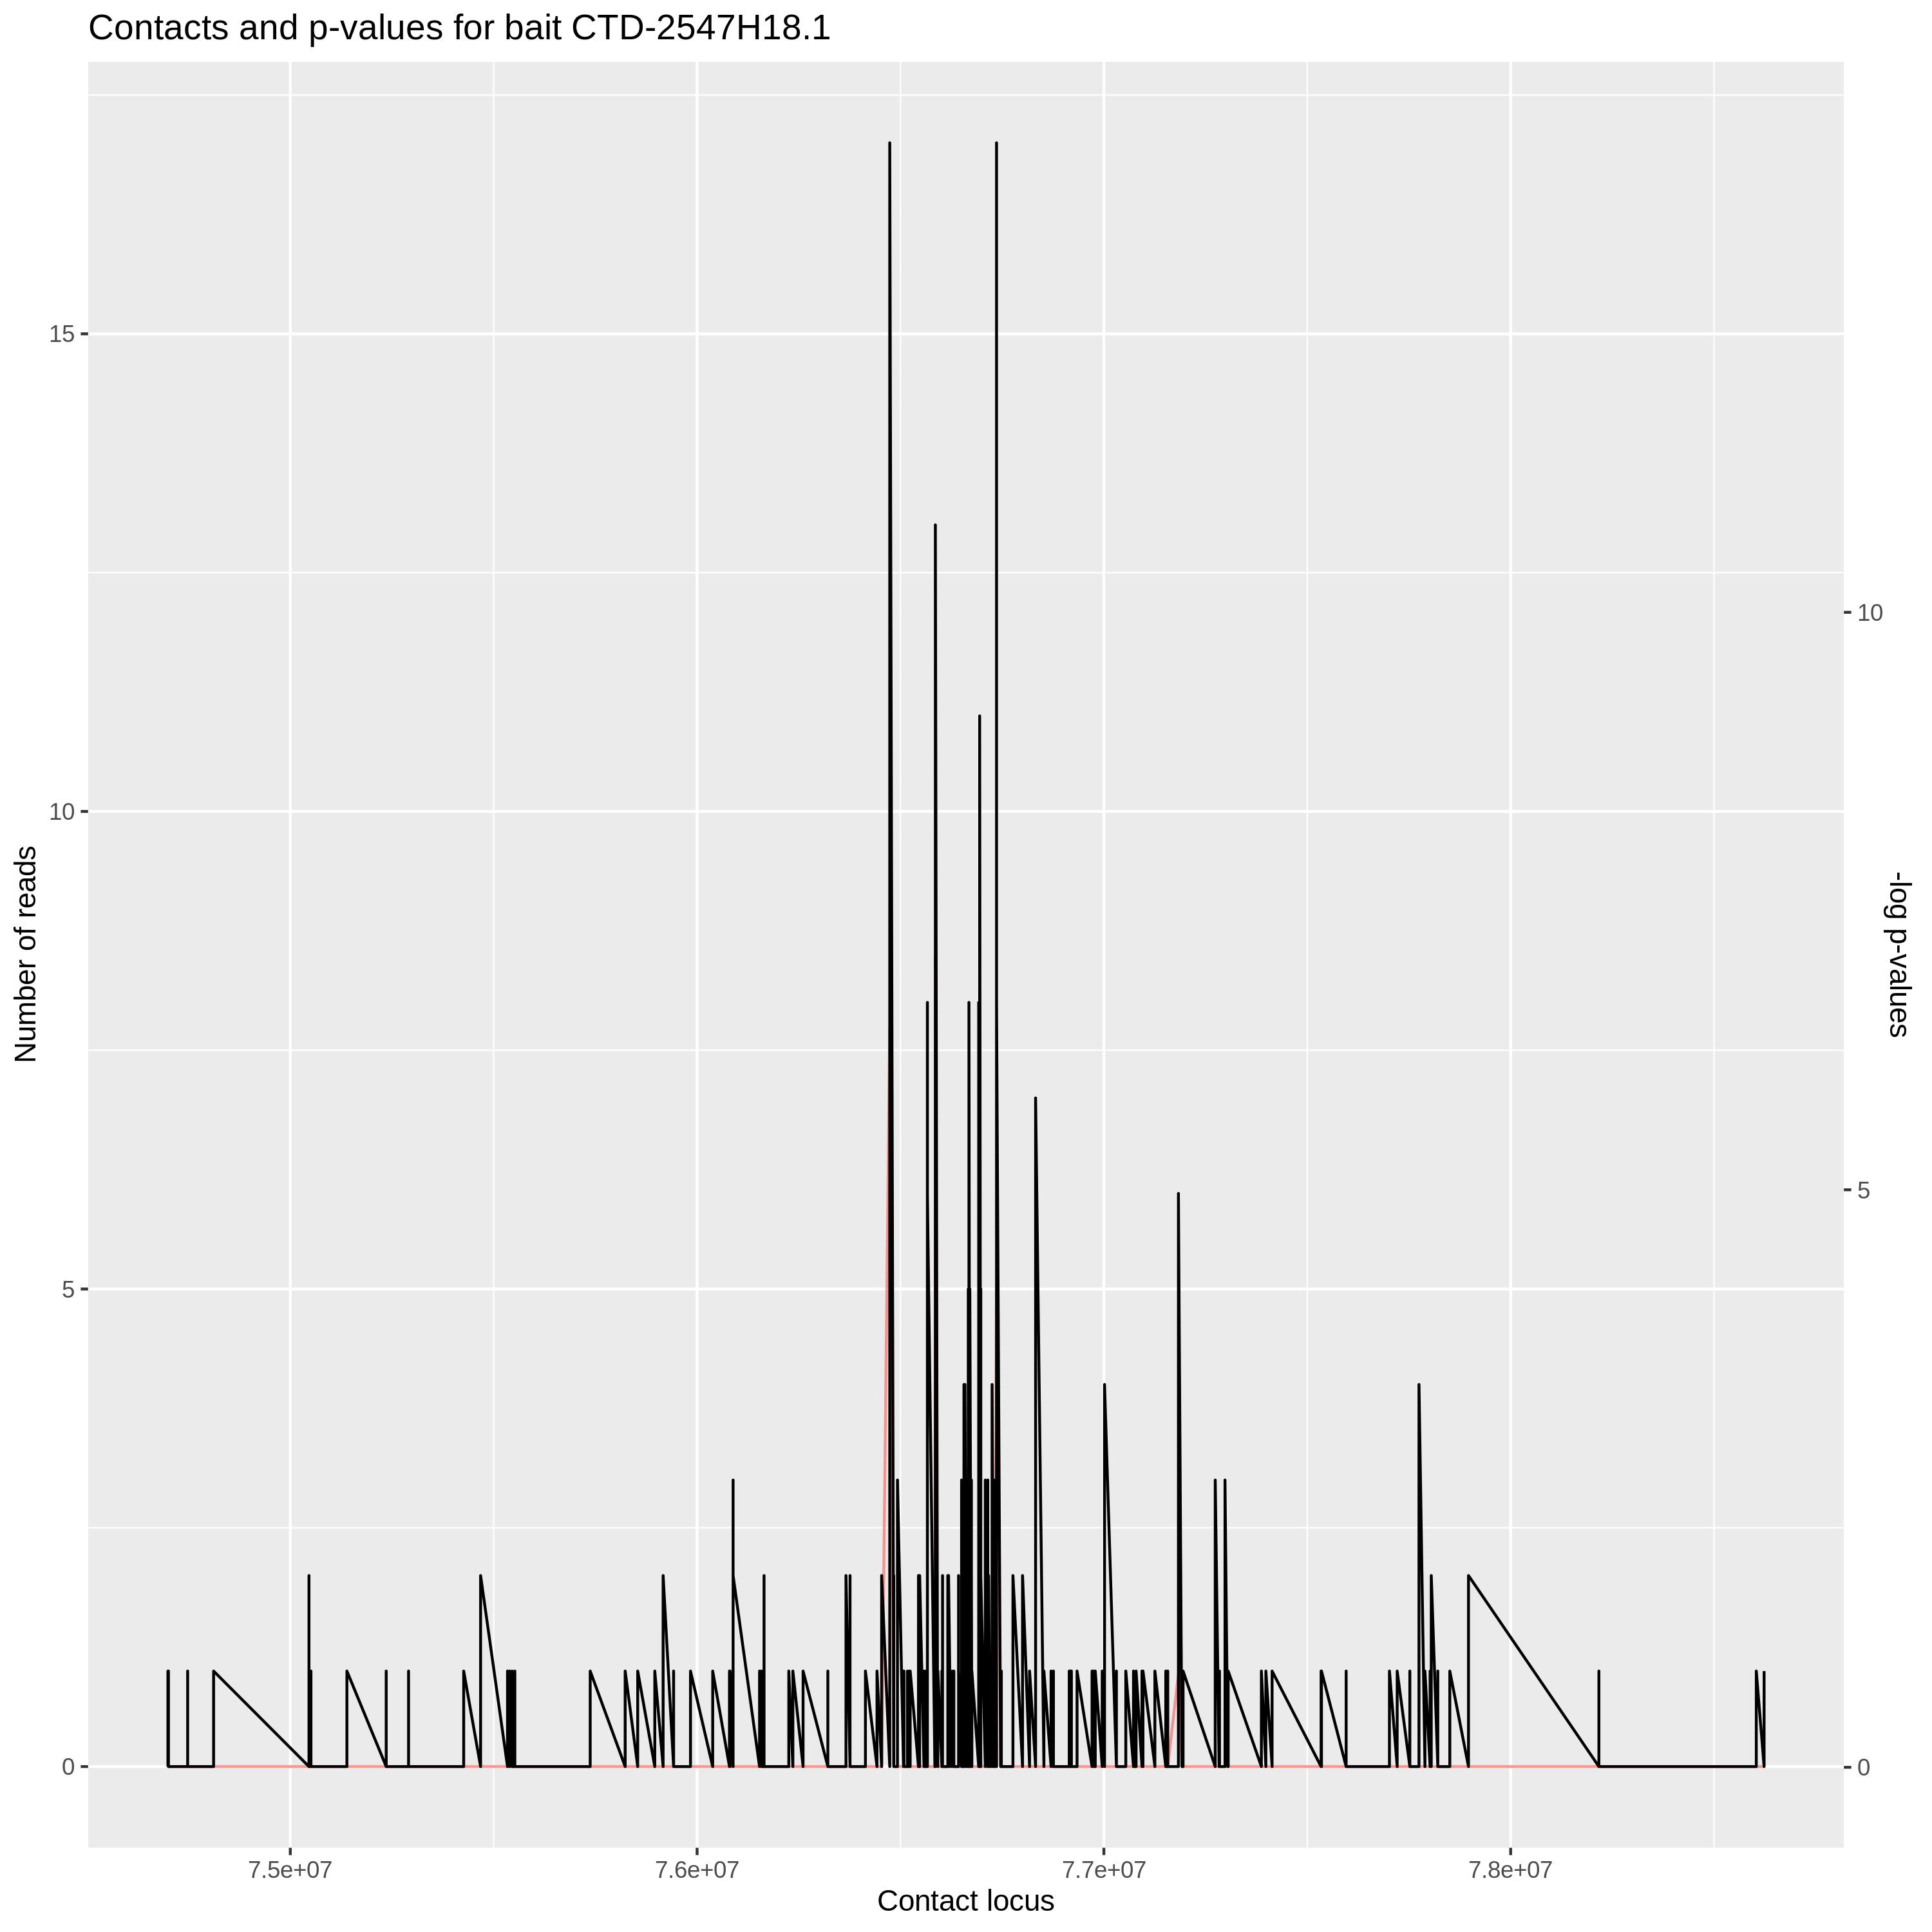 Contacts and p-values for bait CTD-2547H18.1
15
10
5
0
Number of reads
10
5
0
-log p-values
7.5e+07 7.6e+07 7.7e+07 7.8e+07
Contact locus